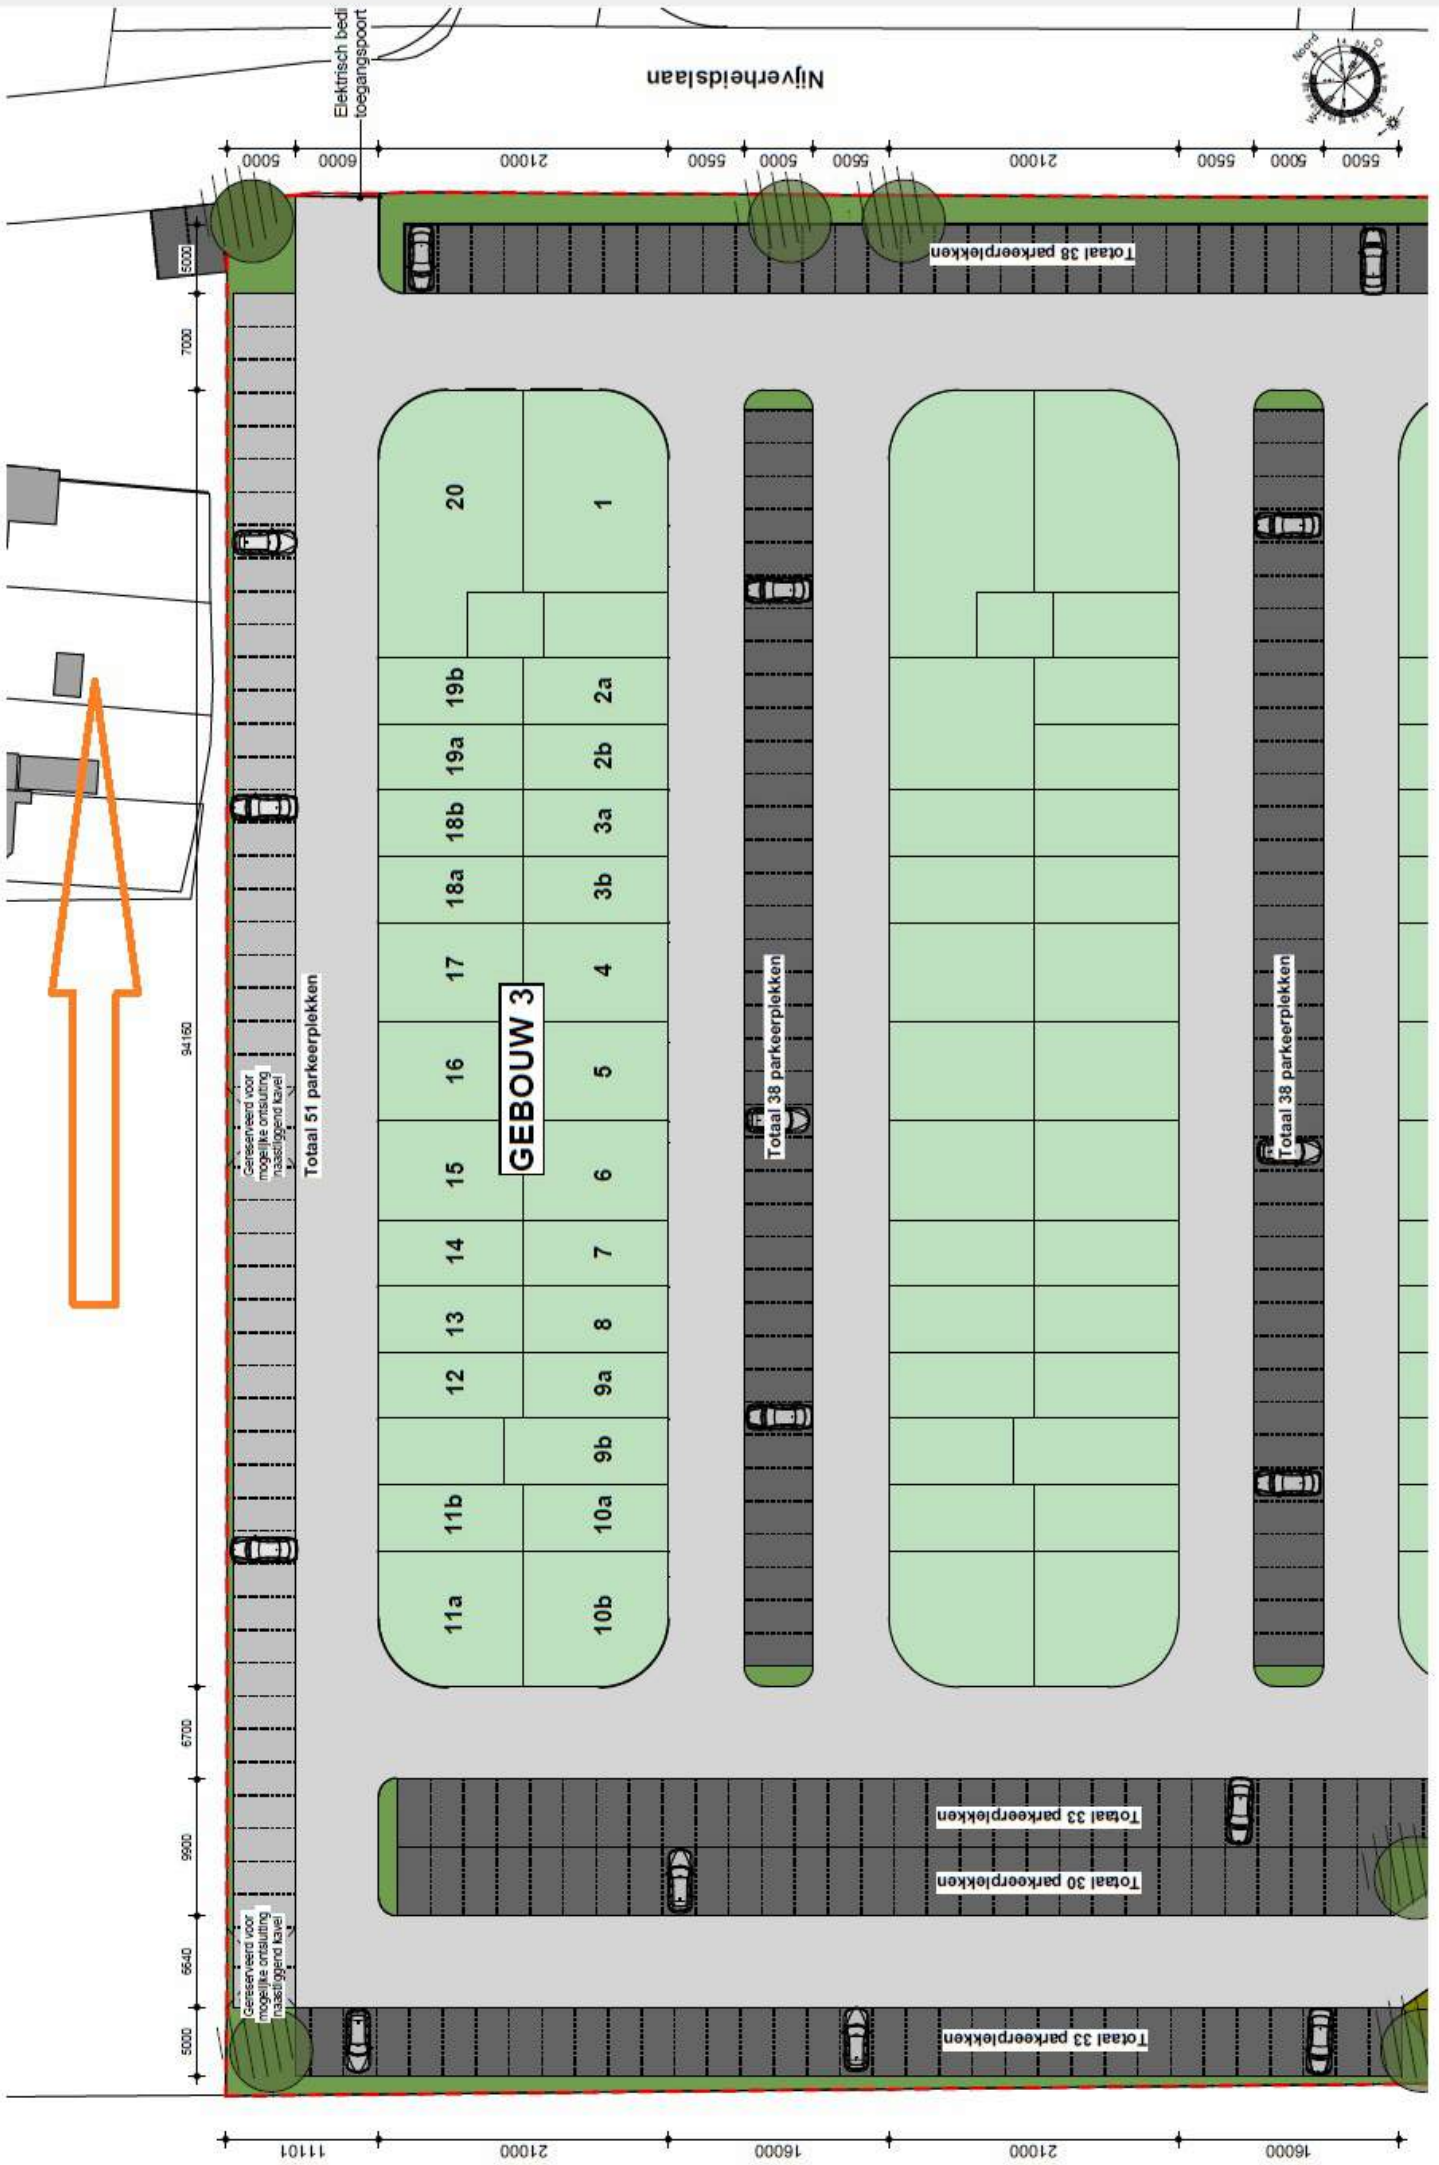 Elektrisch bedi
toegangspoort
Nijverheidslaan
Noord
O
Z
W
5000
6000
21000
5500
5000
5500
21000
5500
5000
5500
5000
7000
94160
6700
9900
6640
5000
Totaal 38 parkeerplekken
20
1
19b
2a
19a
2b
18b
3a
18a
3b
17
4
16
5
15
6
14
7
13
8
12
9a
9b
11b
10a
11a
10b
GEBOUW 3
Gereserveerd voor
mogelijke ontsluiting
naastliggend kavel
Totaal 51 parkeerplekken
Totaal 38 parkeerplekken
Totaal 38 parkeerplekken
Totaal 33 parkeerplekken
Totaal 30 parkeerplekken
Gereserveerd voor
mogelijke ontsluiting
naastliggend kavel
Totaal 33 parkeerplekken
11101
21000
16000
21000
16000